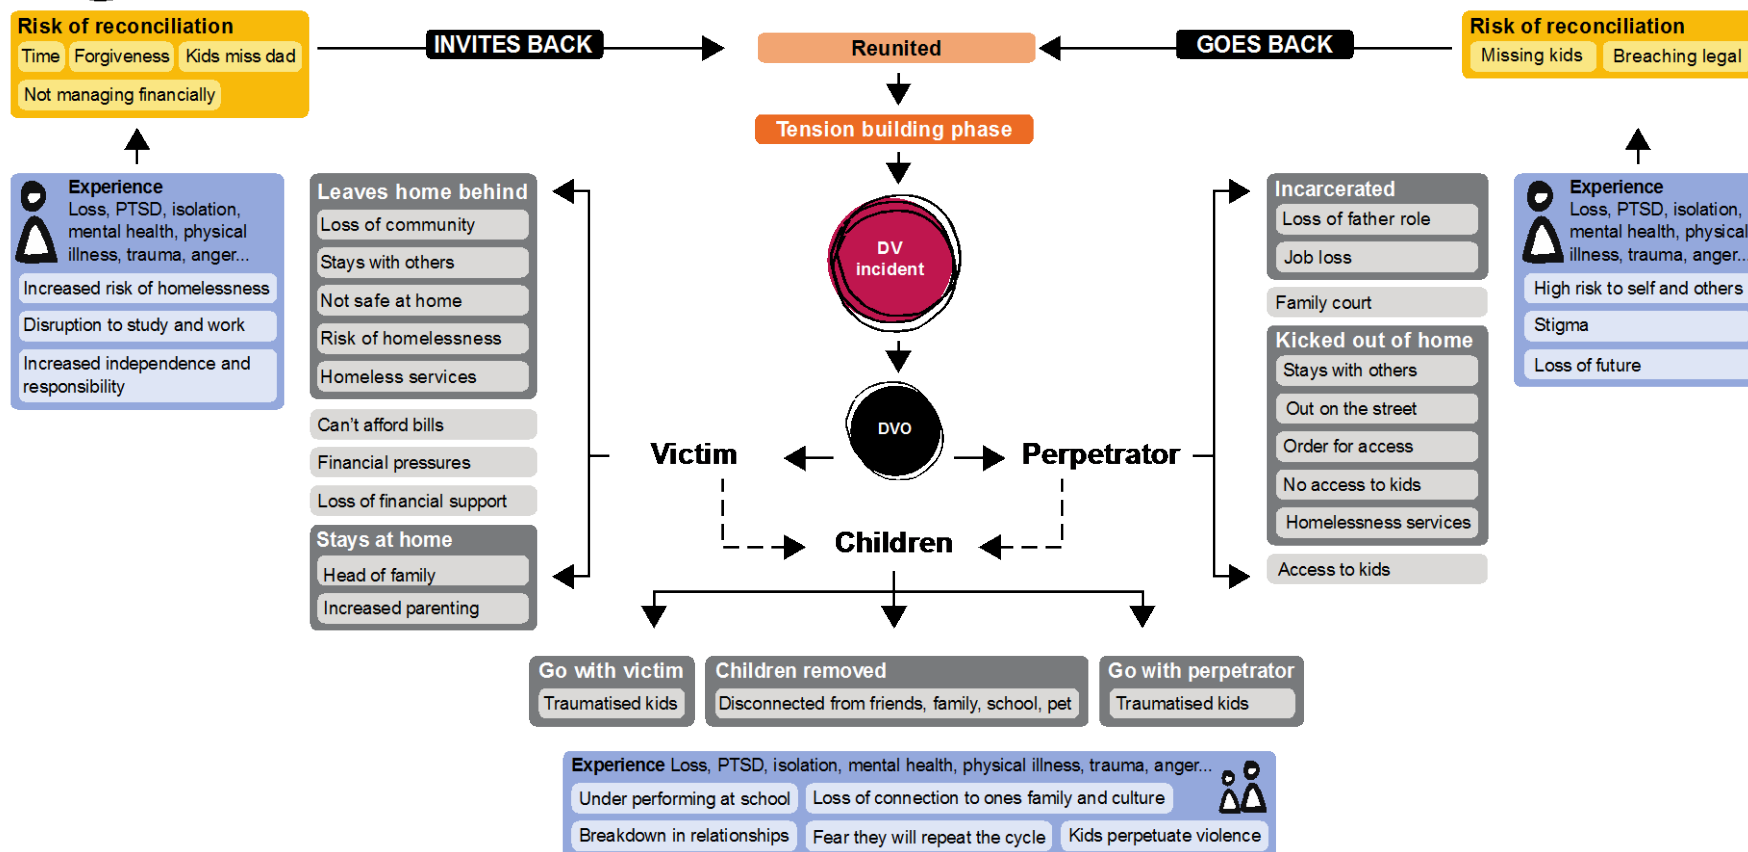 Risk of reconciliation
Time
Forgiveness
Kids miss dad
Not managing financially
INVITES BACK
Reunited
GOES BACK
Risk of reconciliation
Missing kids
Breaching legal
Tension building phase
Experience
Loss, PTSD, isolation,
mental health, physical
illness, trauma, anger...
Increased risk of homelessness
Disruption to study and work
Increased independence and
responsibility
Leaves home behind
Loss of community
Stays with others
Not safe at home
Risk of homelessness
Homeless services
Can't afford bills
Financial pressures
Loss of financial support
Stays at home
Head of family
Increased parenting
DV
incident
DVO
Victim
Perpetrator
Children
Incarcerated
Loss of father role
Job loss
Family court
Kicked out of home
Stays with others
Out on the street
Order for access
No access to kids
Homelessness services
Access to kids
Experience
Loss, PTSD, isolation,
mental health, physical
illness, trauma, anger...
High risk to self and others
Stigma
Loss of future
Go with victim
Traumatised kids
Children removed
Disconnected from friends, family, school, pet
Go with perpetrator
Traumatised kids
Experience Loss, PTSD, isolation, mental health, physical illness, trauma, anger...
Under performing at school
Loss of connection to ones family and culture
Breakdown in relationships
Fear they will repeat the cycle
Kids perpetuate violence